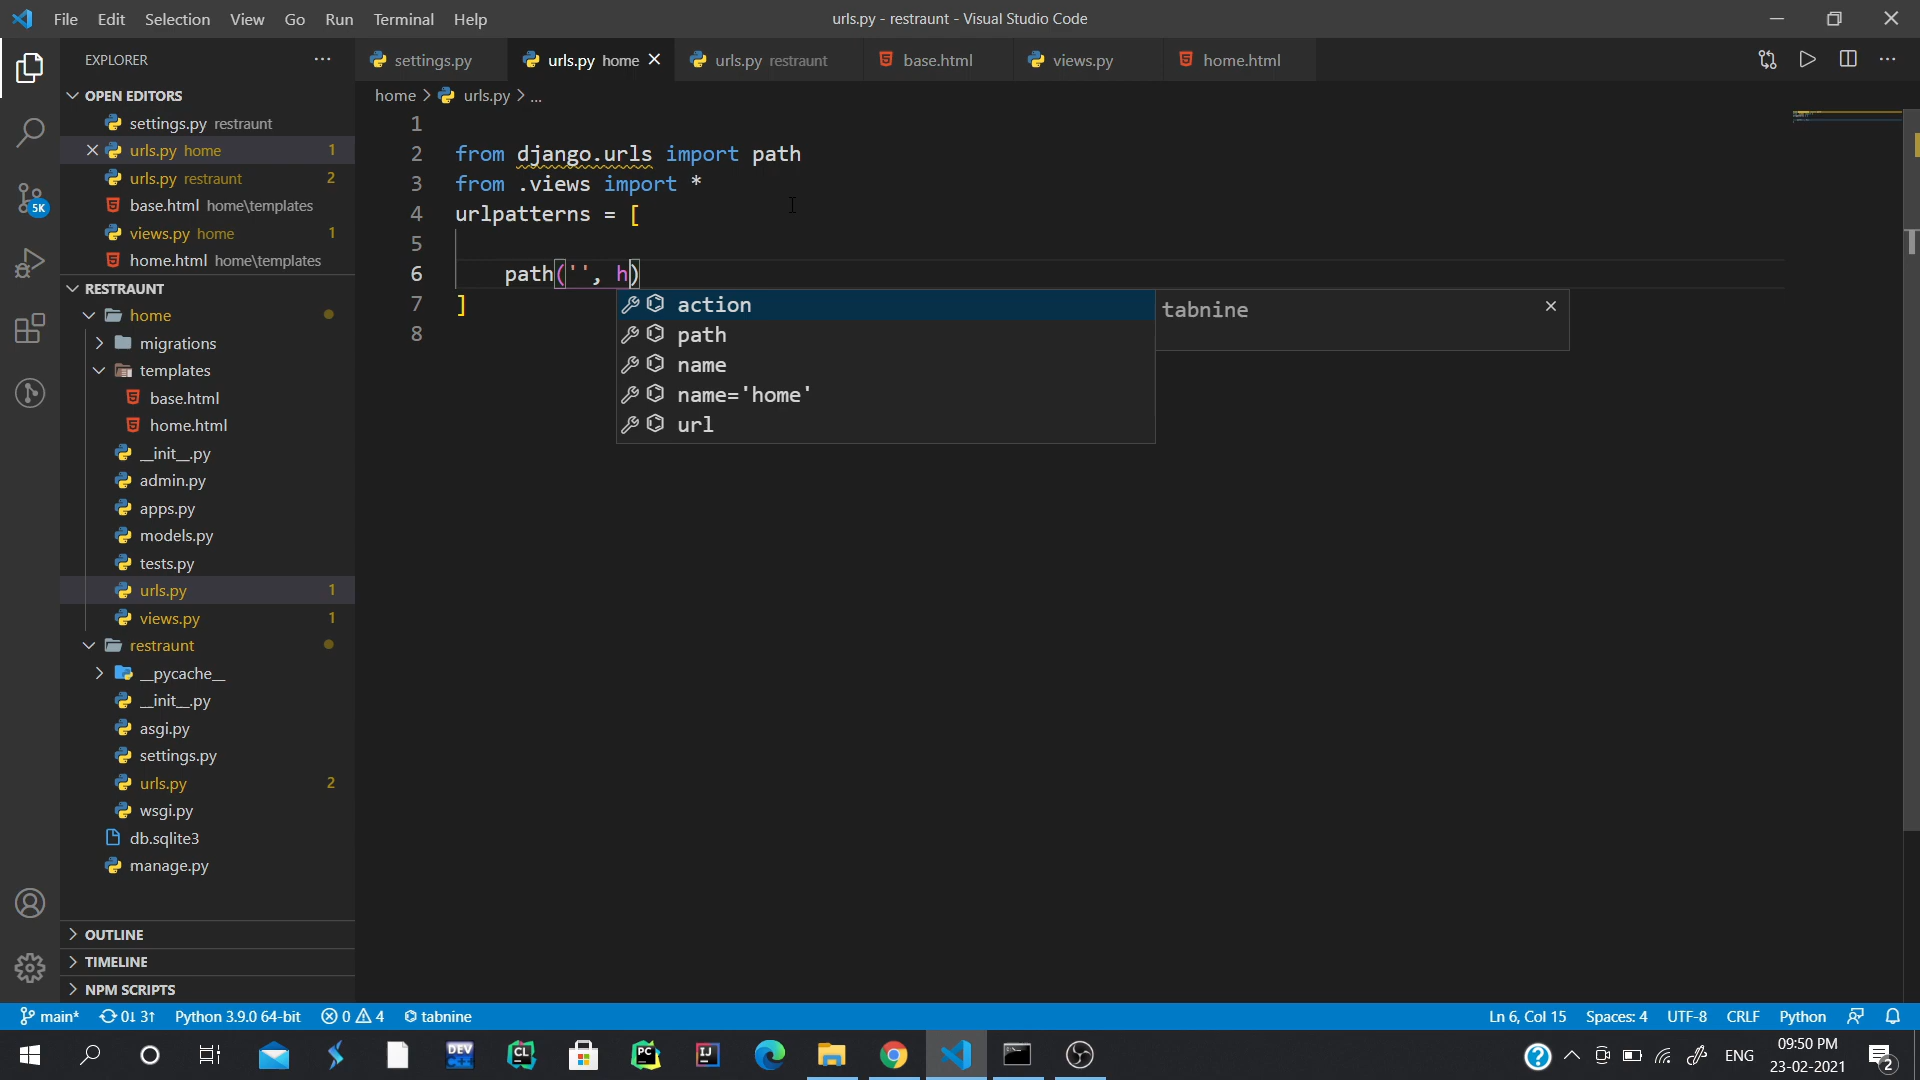 File Edit Selection View Go Run Terminal Help
urls.py - restraunt - Visual Studio Code
EXPLORER
settings.py
urls.py home
urls.py restraunt
base.html
views.py
home.html
home > urls.py > ...
OPEN EDITORS
settings.py restraunt
urls.py home 1
urls.py restraunt 2
base.html home\templates
views.py home 1
home.html home\templates
RESTRAUNT
home
migrations
templates
base.html
home.html
__init__.py
admin.py
apps.py
models.py
tests.py
urls.py 1
views.py 1
restraunt
__pycache__
__init__.py
asgi.py
settings.py
urls.py 2
wsgi.py
db.sqlite3
manage.py
OUTLINE
TIMELINE
NPM SCRIPTS
5K
1
2 from django.urls import path
3 from .views import *
4 urlpatterns = [
5
6 path('', h)
7 ]
8
action
path
name
name='home'
url
tabnine
main* 0↓ 3↑ Python 3.9.0 64-bit 0 4 tabnine
Ln 6, Col 15 Spaces: 4 UTF-8 CRLF Python
DEV C++ CL PC IJ
ENG
09:50 PM
23-02-2021
2